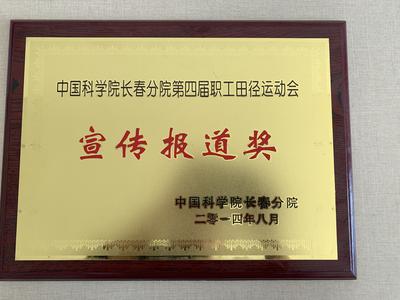 中国科学院长春分院第四届职工田径运动会
宣传报道奖
中国科学院长春分院
二零一四年八月